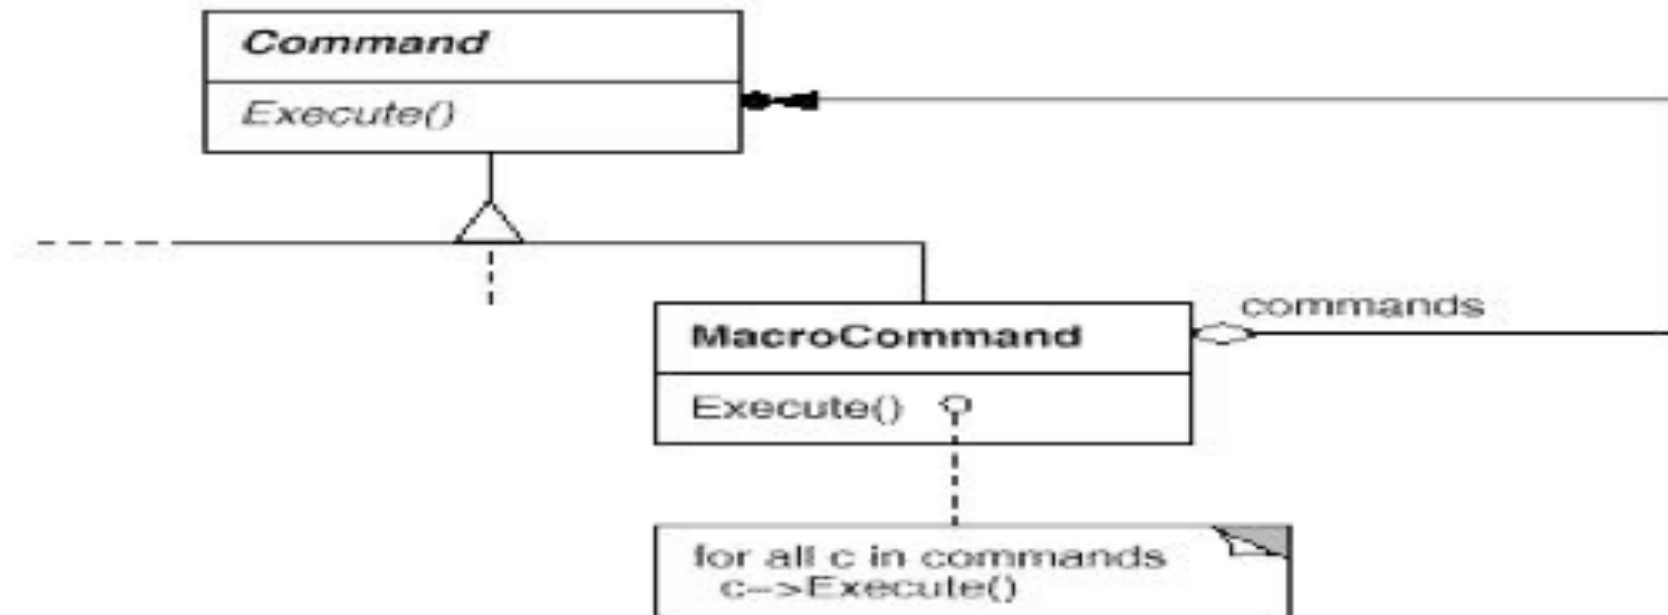 Command
Execute()
commands
MacroCommand
Execute()
for all c in commands
c-->Execute()